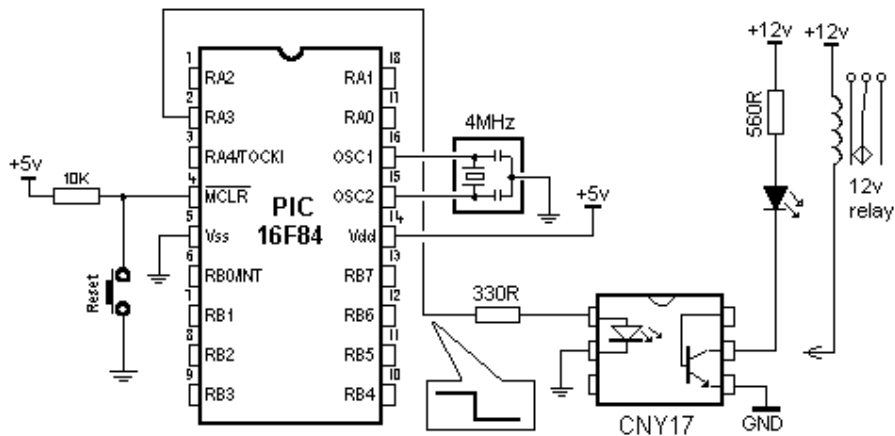 +12v
+12v
1
18
RA2
RA1
2
17
RA3
RA0
560R
4MHz
3
16
RA4/TOCKI
OSC1
+5v
10K
4
15
MCLR
OSC2
+5v
12v
relay
PIC
16F84
5
14
Vss
Vdd
6
13
RB0/INT
RB7
Reset
7
12
RB1
RB6
330R
8
11
RB2
RB5
9
10
RB3
RB4
CNY17
GND